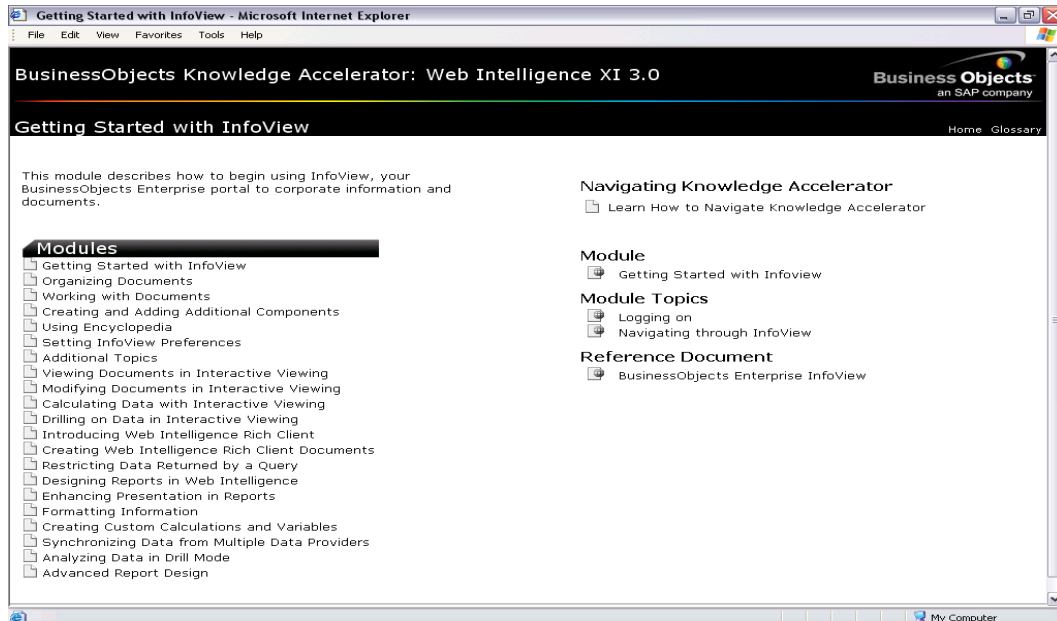 Getting Started with InfoView - Microsoft Internet Explorer
File Edit View Favorites Tools Help
BusinessObjects Knowledge Accelerator: Web Intelligence XI 3.0
Business Objects
an SAP company
Getting Started with InfoView
Home Glossary
This module describes how to begin using InfoView, your
BusinessObjects Enterprise portal to corporate information and
documents.
Modules
Getting Started with InfoView
Organizing Documents
Working with Documents
Creating and Adding Additional Components
Using Encyclopedia
Setting InfoView Preferences
Additional Topics
Viewing Documents in Interactive Viewing
Modifying Documents in Interactive Viewing
Calculating Data with Interactive Viewing
Drilling on Data in Interactive Viewing
Introducing Web Intelligence Rich Client
Creating Web Intelligence Rich Client Documents
Restricting Data Returned by a Query
Designing Reports in Web Intelligence
Enhancing Presentation in Reports
Formatting Information
Creating Custom Calculations and Variables
Synchronizing Data from Multiple Data Providers
Analyzing Data in Drill Mode
Advanced Report Design
Navigating Knowledge Accelerator
Learn How to Navigate Knowledge Accelerator
Module
Getting Started with Infoview
Module Topics
Logging on
Navigating through InfoView
Reference Document
BusinessObjects Enterprise InfoView
My Computer